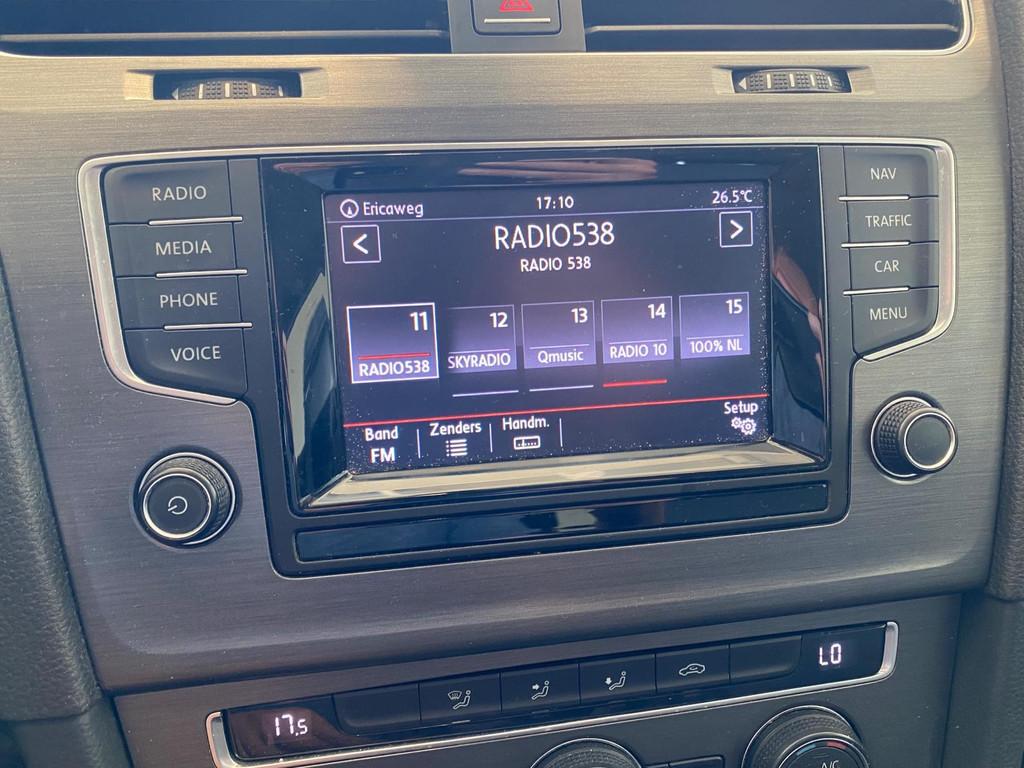 RADIO
MEDIA
PHONE
VOICE
Ericaweg 17:10 26.5°C
< RADIO538 >
RADIO 538
11 12 13 14 15
RADIO538 SKYRADIO Qmusic RADIO 10 100% NL
Band Zenders Handm. Setup
FM
NAV
TRAFFIC
CAR
MENU
LO
17.5
A/C